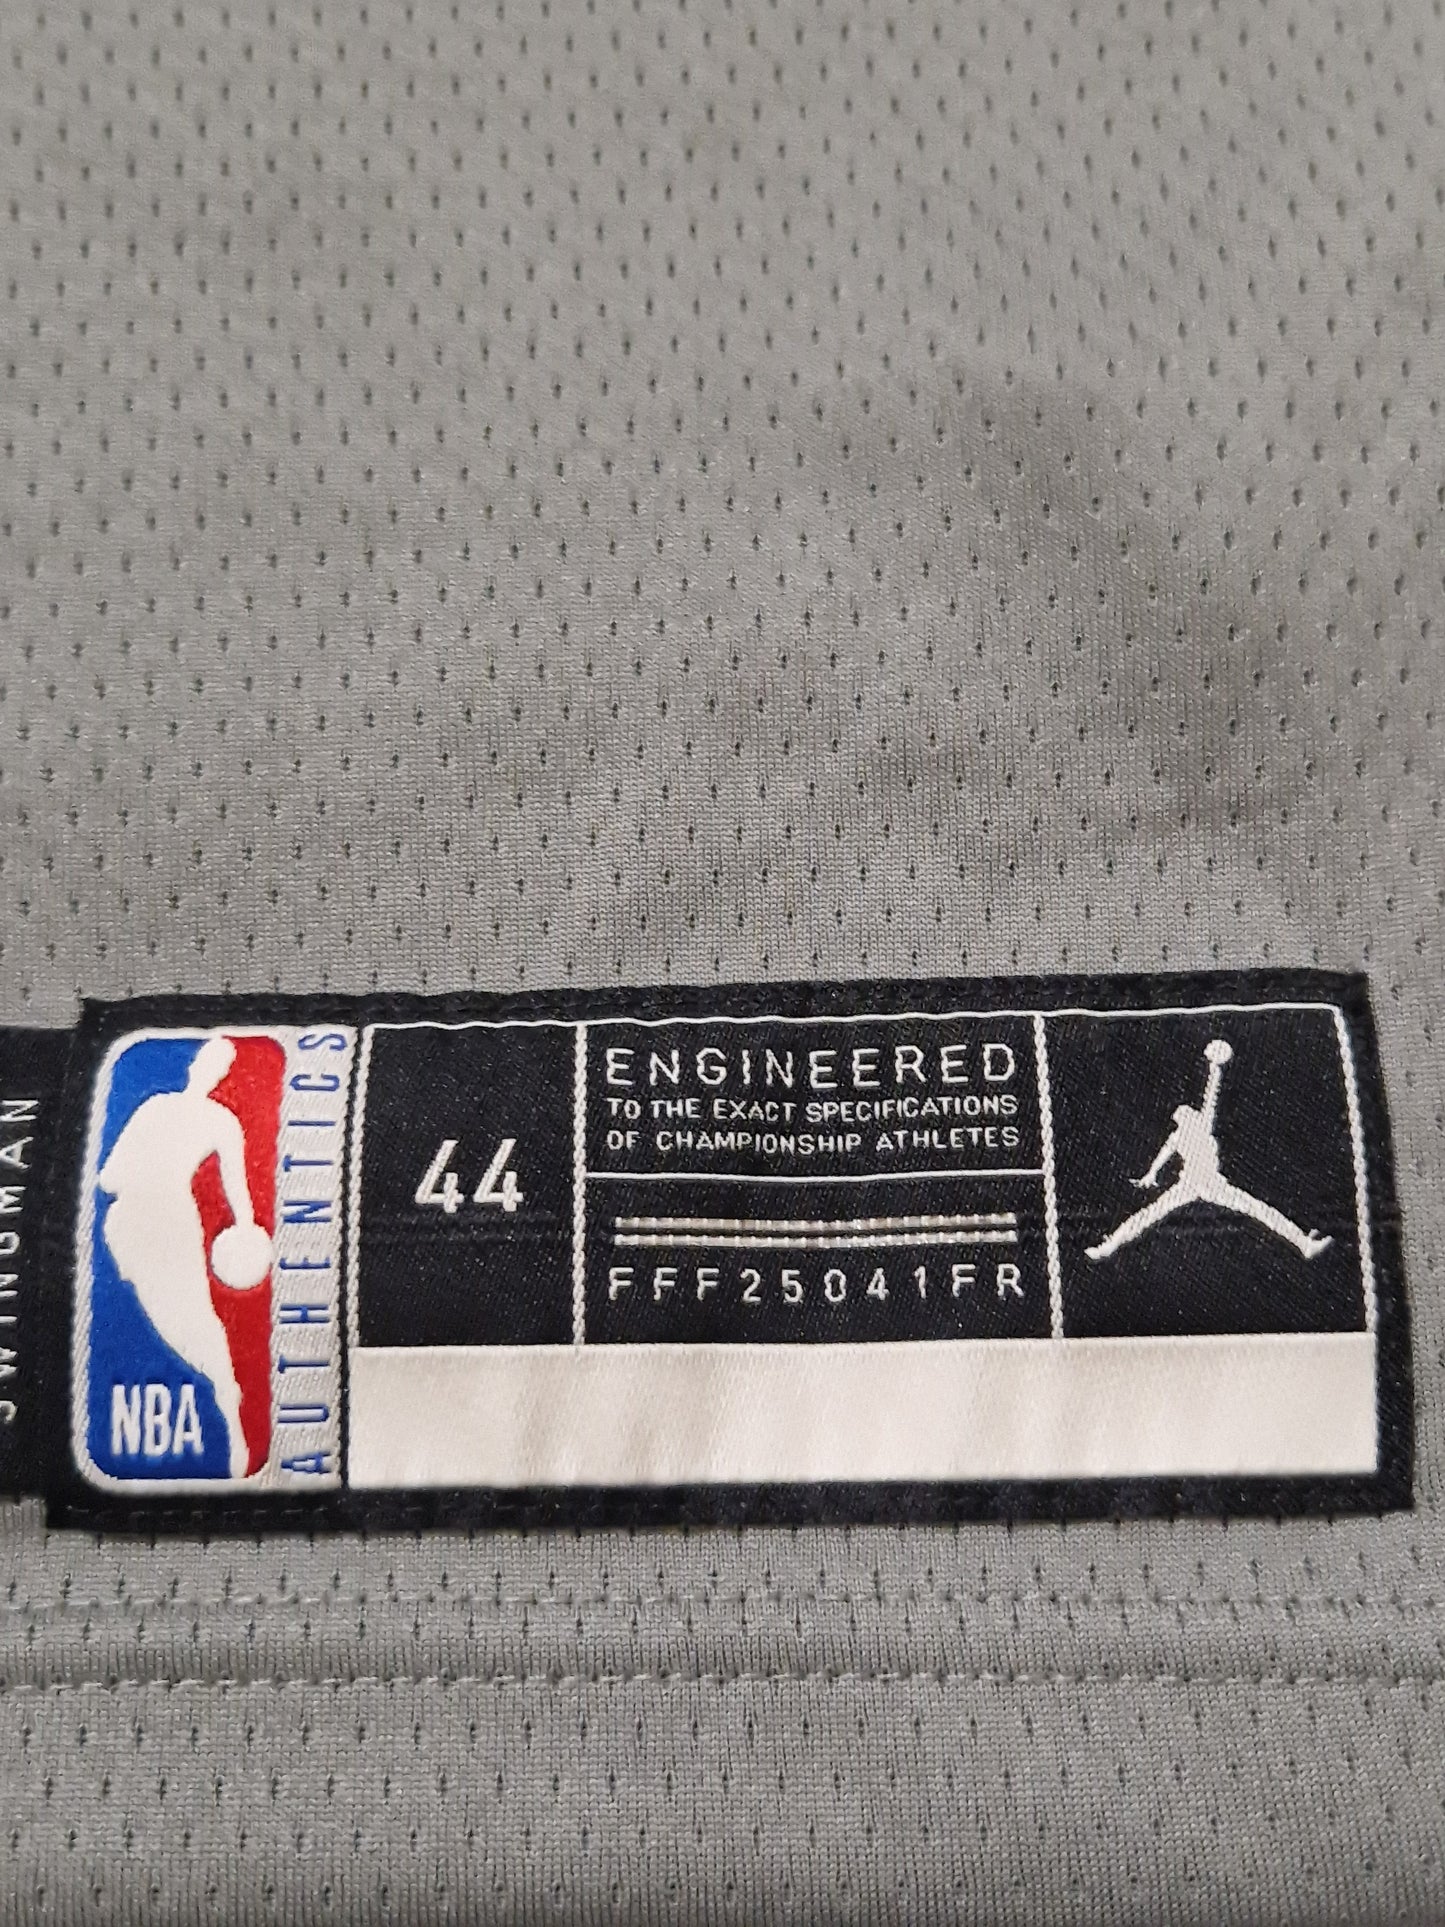 SWINGMAN
NBA
AUTHENTICS
44
ENGINEERED
TO THE EXACT SPECIFICATIONS
OF CHAMPIONSHIP ATHLETES
FFF25041FR